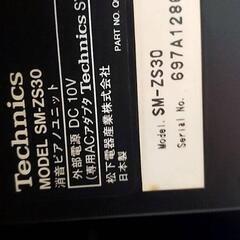 Technics
MODEL SM-ZS30
消音ピアノユニット
外部電源 DC 10V
(専用ACアダプタ Technics S
松下電器産業株式会社
日本製
PART NO. Q
Model. SM-ZS30
Serial No. 697A128